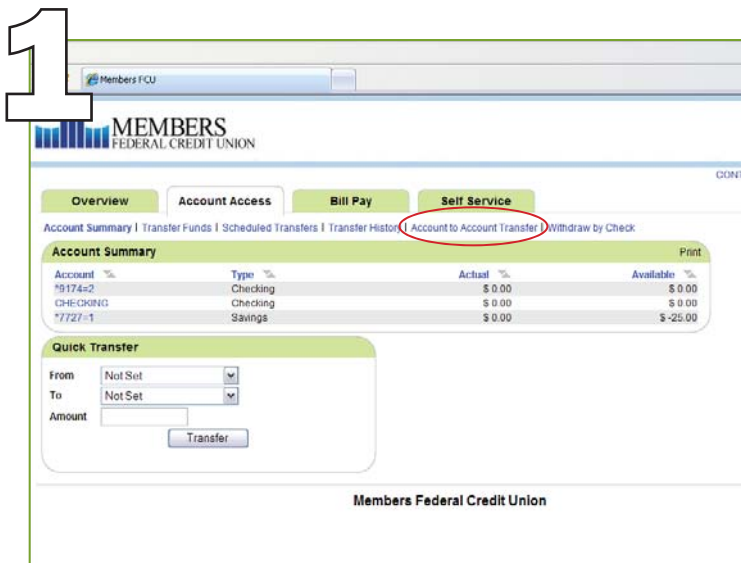 1
Members FCU
MEMBERS
FEDERAL CREDIT UNION
CONT
Overview Account Access Bill Pay Self Service
Account Summary | Transfer Funds | Scheduled Transfers | Transfer History | Account to Account Transfer | Withdraw by Check
Account Summary Print
Account Type Actual Available
*9174=2 Checking $ 0.00 $ 0.00
CHECKING Checking $ 0.00 $ 0.00
*7727=1 Savings $ 0.00 $ -25.00
Quick Transfer
From Not Set
To Not Set
Amount
Transfer
Members Federal Credit Union